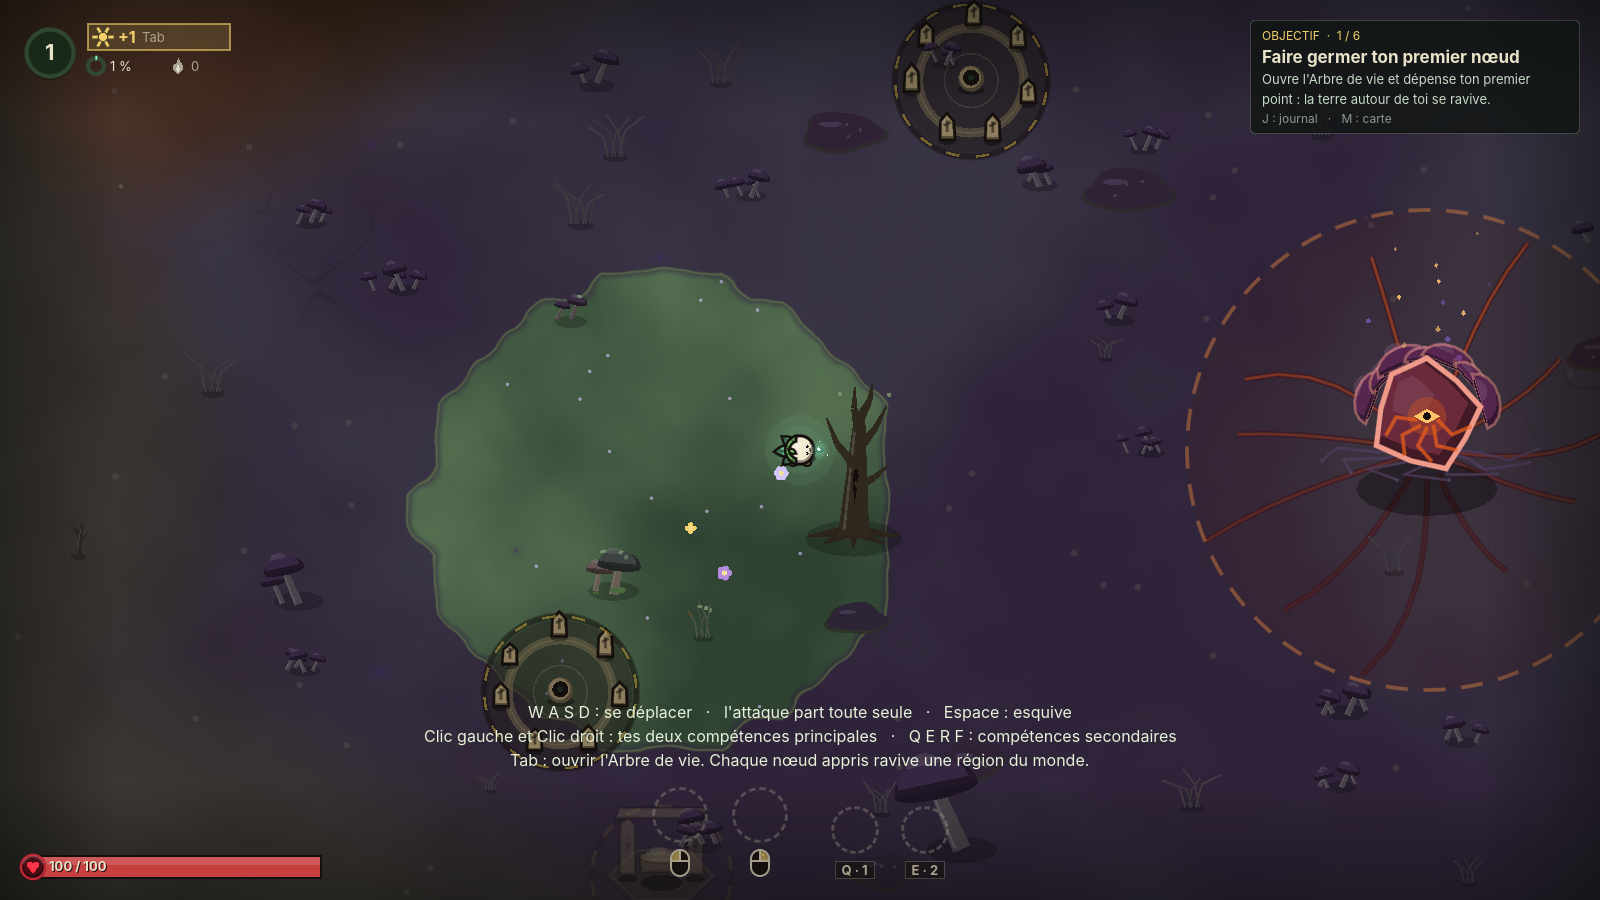 1
+1 Tab
1 %
0
OBJECTIF · 1 / 6
Faire germer ton premier nœud
Ouvre l'Arbre de vie et dépense ton premier
point : la terre autour de toi se ravive.
J : journal · M : carte
W A S D : se déplacer · l'attaque part toute seule · Espace : esquive
Clic gauche et Clic droit : tes deux compétences principales · Q E R F : compétences secondaires
Tab : ouvrir l'Arbre de vie. Chaque nœud appris ravive une région du monde.
100 / 100
Q · 1
E · 2